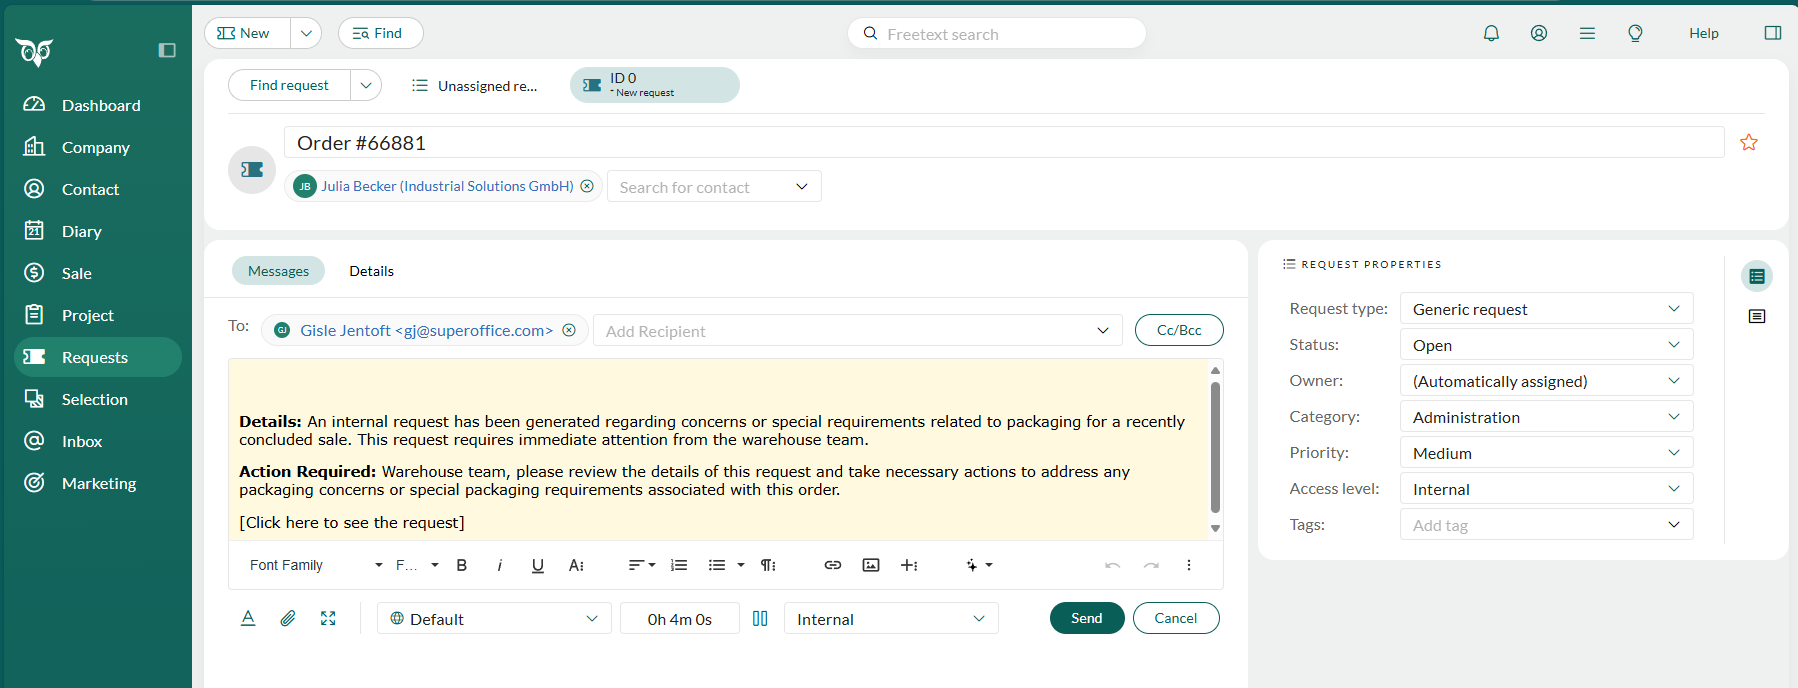 New
Find
Freetext search
Help
Dashboard
Company
Contact
Diary
21
Sale
Project
Requests
Selection
Inbox
Marketing
Find request
Unassigned re...
ID 0
- New request
Order #66881
JB Julia Becker (Industrial Solutions GmbH)
Search for contact
Messages
Details
To:
GJ Gisle Jentoft <gj@superoffice.com>
Add Recipient
Cc/Bcc
Details: An internal request has been generated regarding concerns or special requirements related to packaging for a recently
concluded sale. This request requires immediate attention from the warehouse team.
Action Required: Warehouse team, please review the details of this request and take necessary actions to address any
packaging concerns or special packaging requirements associated with this order.
[Click here to see the request]
Font Family
F...
B
i
U
A
Default
0h 4m 0s
Internal
Send
Cancel
REQUEST PROPERTIES
Request type: Generic request
Status: Open
Owner: (Automatically assigned)
Category: Administration
Priority: Medium
Access level: Internal
Tags: Add tag